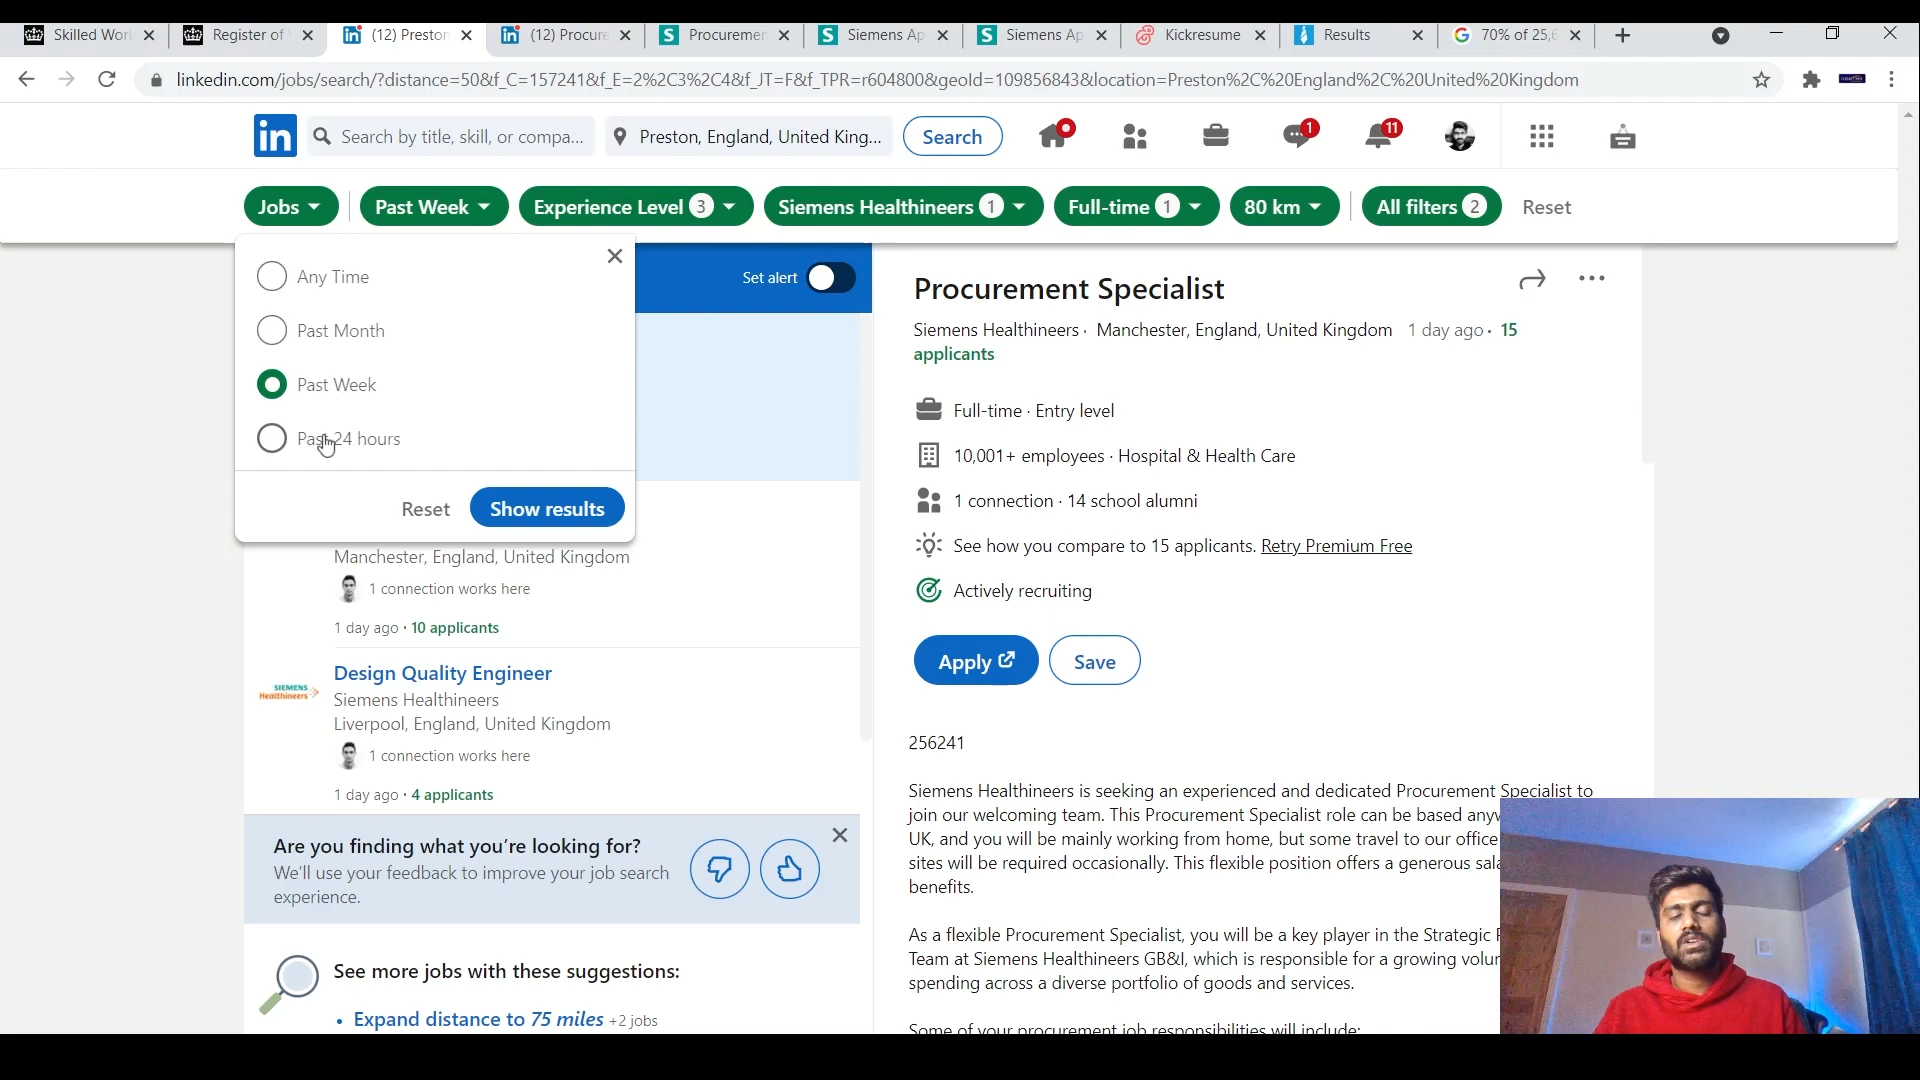 Skilled Wor
Register of
(12) Preston
(12) Procure
Procuremen
Siemens Ap
Siemens Ap
Kickresume
Results
70% of 25,6
linkedin.com/jobs/search/?distance=50&f_C=157241&f_E=2%2C3%2C4&f_JT=F&f_TPR=r604800&geoId=109856843&location=Preston%2C%20England%2C%20United%20Kingdom
in
Search by title, skill, or compa...
Preston, England, United King...
Search
1
11
Jobs
Past Week
Experience Level 3
Siemens Healthineers 1
Full-time 1
80 km
All filters 2
Reset
Any Time
Past Month
Past Week
Past 24 hours
Reset
Show results
Set alert
Manchester, England, United Kingdom
1 connection works here
1 day ago · 10 applicants
Design Quality Engineer
SIEMENS
Healthineers
Siemens Healthineers
Liverpool, England, United Kingdom
1 connection works here
1 day ago · 4 applicants
Are you finding what you're looking for?
We'll use your feedback to improve your job search
experience.
See more jobs with these suggestions:
• Expand distance to 75 miles +2 jobs
Procurement Specialist
Siemens Healthineers · Manchester, England, United Kingdom 1 day ago · 15
applicants
Full-time · Entry level
10,001+ employees · Hospital & Health Care
1 connection · 14 school alumni
See how you compare to 15 applicants. Retry Premium Free
Actively recruiting
Apply
Save
256241
Siemens Healthineers is seeking an experienced and dedicated Procurement Specialist to
join our welcoming team. This Procurement Specialist role can be based anyw
UK, and you will be mainly working from home, but some travel to our office
sites will be required occasionally. This flexible position offers a generous sala
benefits.
As a flexible Procurement Specialist, you will be a key player in the Strategic P
Team at Siemens Healthineers GB&I, which is responsible for a growing volur
spending across a diverse portfolio of goods and services.
Some of your procurement job responsibilities will include: